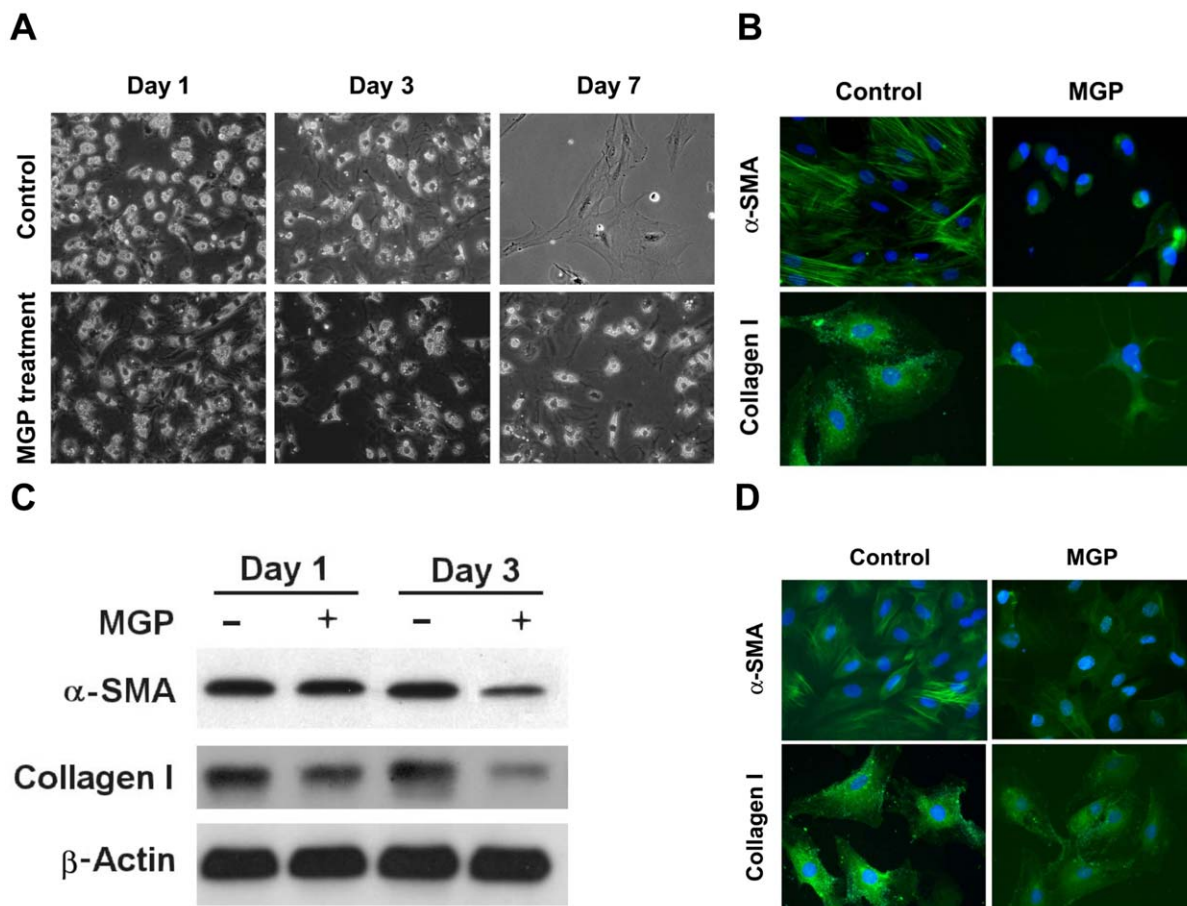 A
Day 1 Day 3 Day 7
Control
MGP treatment
B
Control MGP
α-SMA
Collagen I
C
Day 1 Day 3
MGP − + − +
α-SMA
Collagen I
β-Actin
D
Control MGP
α-SMA
Collagen I